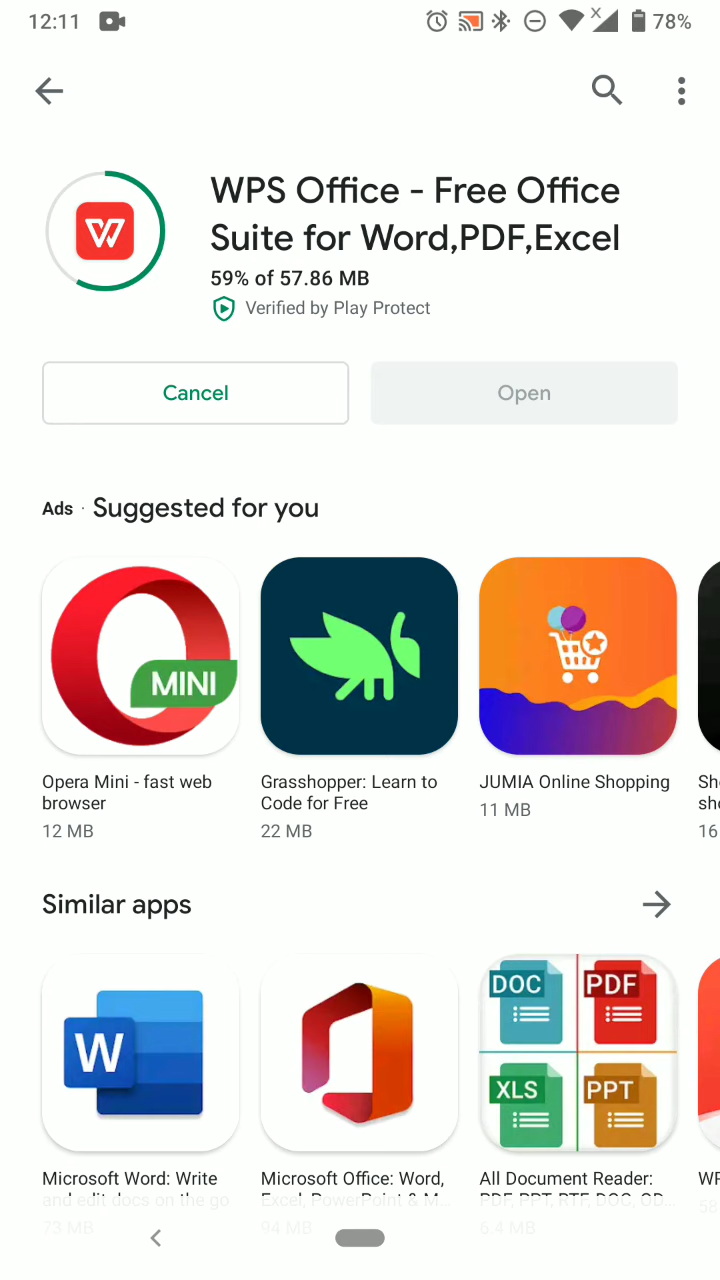 12:11
x
78%
WPS Office - Free Office
Suite for Word,PDF,Excel
59% of 57.86 MB
Verified by Play Protect
Cancel
Open
Ads · Suggested for you
MINI
Opera Mini - fast web
browser
12 MB
Grasshopper: Learn to
Code for Free
22 MB
JUMIA Online Shopping
11 MB
16
Similar apps
W
DOC
PDF
XLS
PPT
Microsoft Word: Write
and edit docs on the go
73 MB
Microsoft Office: Word,
Excel, PowerPoint & M...
94 MB
All Document Reader:
PDF, PPT, RTF, DOC, OD...
6.4 MB